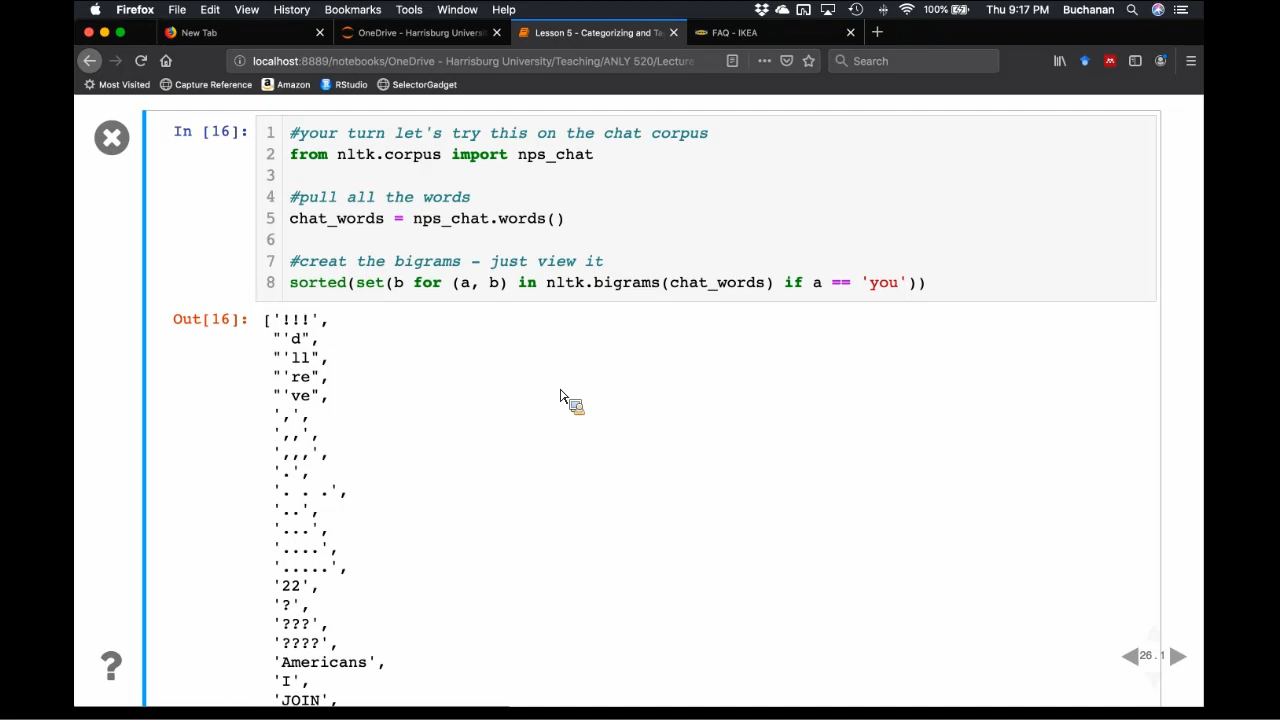 Firefox File Edit View History Bookmarks Tools Window Help 100% Thu 9:17 PM Buchanan
New Tab OneDrive - Harrisburg Universi Lesson 5 - Categorizing and Ta FAQ - IKEA
localhost:8889/notebooks/OneDrive - Harrisburg University/Teaching/ANLY 520/Lecture Search
Most Visited Capture Reference Amazon RStudio SelectorGadget
In [16]:
1 #your turn let's try this on the chat corpus
2 from nltk.corpus import nps_chat
3
4 #pull all the words
5 chat_words = nps_chat.words()
6
7 #creat the bigrams - just view it
8 sorted(set(b for (a, b) in nltk.bigrams(chat_words) if a == 'you'))
Out[16]: ['!!!',
"'d",
"'ll",
"'re",
"'ve",
',',
',,',
',,,',
'.',
'. . .',
'..',
'...',
'....',
'.....',
'22',
'?',
'???',
'????',
'Americans',
'I',
'JOIN',
?
26.1